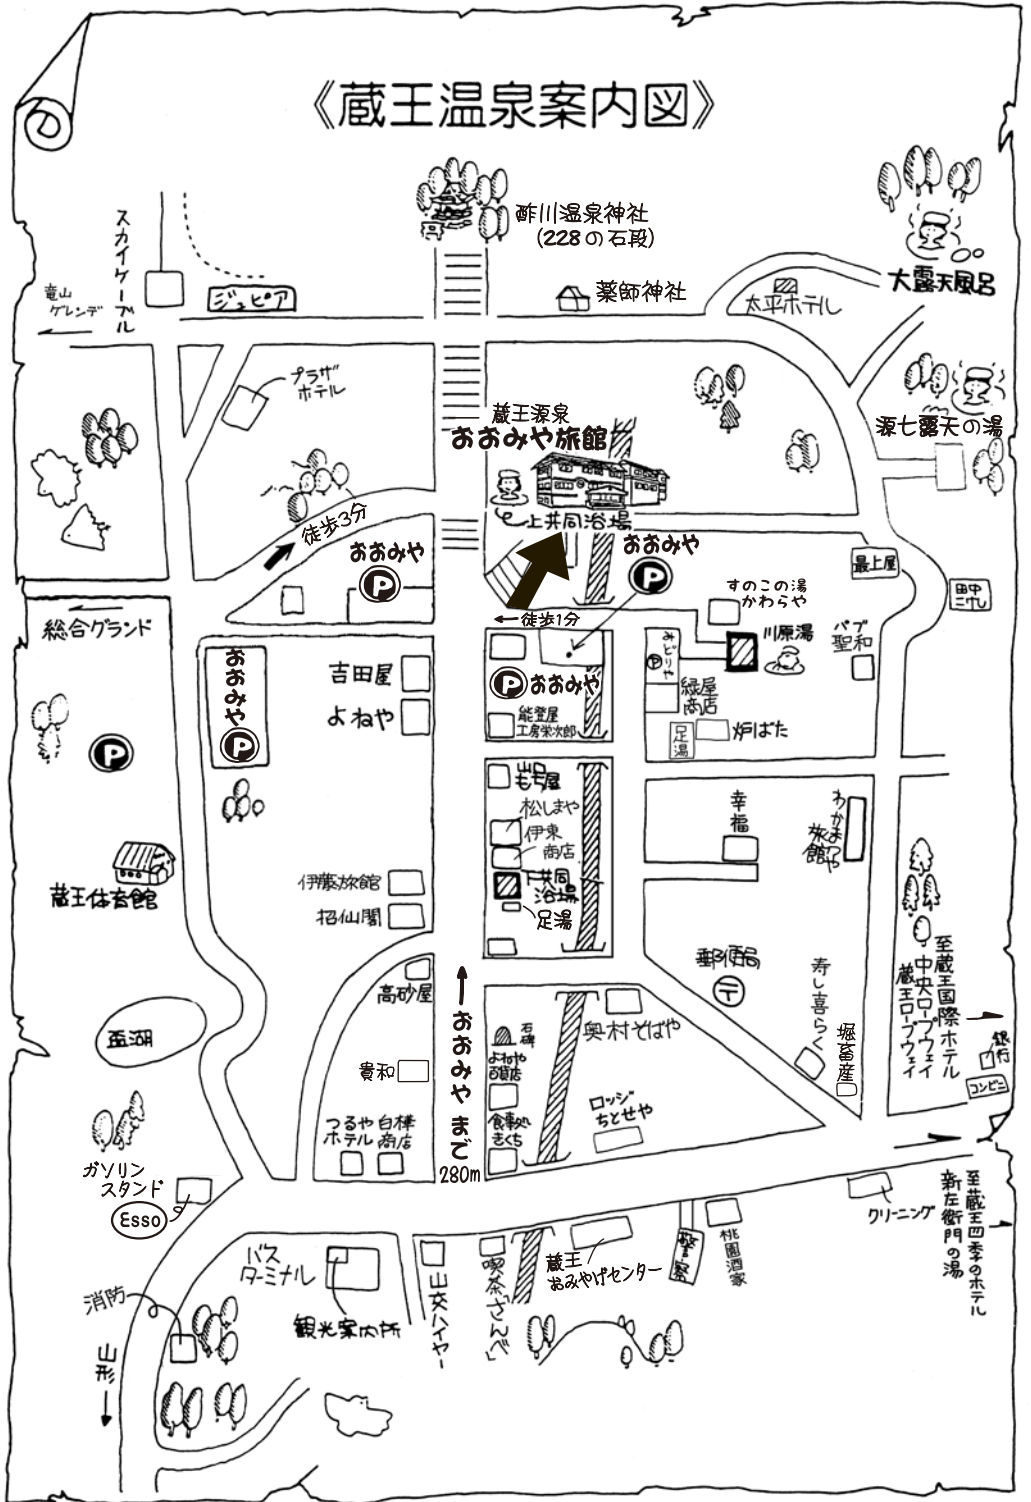 《蔵王温泉案内図》
酢川温泉神社
(228の石段)
大露天風呂
スカイケーブル
竜山
ゲレンデ
ジュピア
薬師神社
太平ホテル
プラザ
ホテル
蔵王源泉
おおみや旅館
源七露天の湯
上共同浴場
徒歩3分
おおみや
P
おおみや
P
最上屋
すのこの湯
かわらや
総合グランド
徒歩1分
みどりや
P
川原湯
パブ
聖和
おおみや
P
吉田屋
よねや
P おおみや
能登屋
工房栄次郎
緑屋
商店
足湯
炉ばた
P
山口
もち屋
松しまや
伊東
商店
下共同
浴場
足湯
幸福
わかまつや
旅館
蔵王体育館
伊藤旅館
招仙閣
高砂屋
郵便局
〒
寿し喜らく
堀畜産
至蔵王国際ホテル
中央ロープウェイ
蔵王ロープウェイ
銀行
コンビニ
盃湖
おおみやまで
280m
石碑
よねや
百貨店
奥村そばや
貴和
つるや
ホテル
白樺
商店
食事処
きくち
ロッジ
ちとせや
ガソリン
スタンド
Esso
クリーニング
至蔵王四季のホテル
新左衛門の湯
バス
ターミナル
観光案内所
山交ハイヤー
喫茶「さんべ」
蔵王
おみやげセンター
警察
桃園酒家
消防
山形